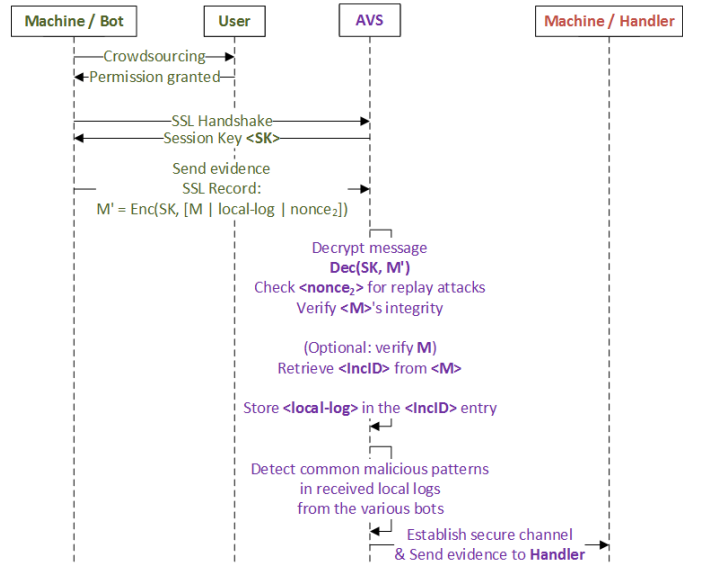 Machine / Bot
User
AVS
Machine / Handler
Crowdsourcing
Permission granted
SSL Handshake
Session Key <SK>
Send evidence
SSL Record:
M' = Enc(SK, [M | local-log | nonce₂])
Decrypt message
Dec(SK, M')
Check <nonce₂> for replay attacks
Verify <M>'s integrity
(Optional: verify M)
Retrieve <IncID> from <M>
Store <local-log> in the <IncID> entry
Detect common malicious patterns
in received local logs
from the various bots
Establish secure channel
& Send evidence to Handler